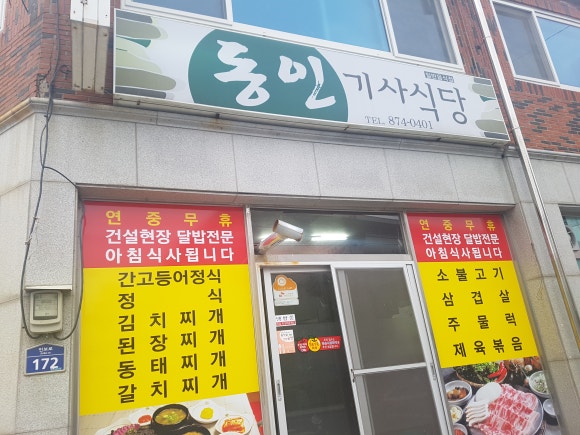 동인 기사식당
TEL. 874-0401
연중무휴
건설현장 달밥전문
아침식사됩니다
간고등어정식
정식
김치찌개
된장찌개
동태찌개
갈치찌개
연중무휴
건설현장 달밥전문
아침식사됩니다
소불고기
삼겹살
주물럭
제육볶음
172